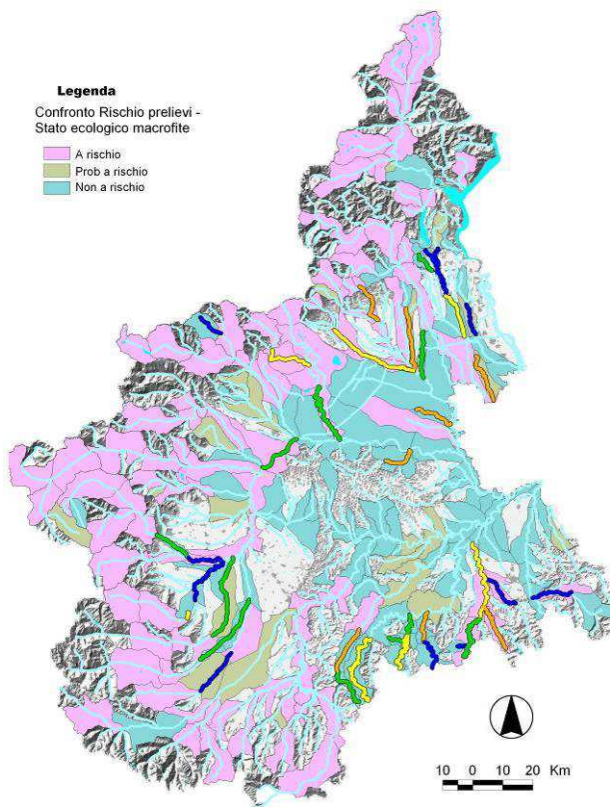 Legenda
Confronto Rischio prelievi -
Stato ecologico macrofite
A rischio
Prob a rischio
Non a rischio
10 0 10 20 Km